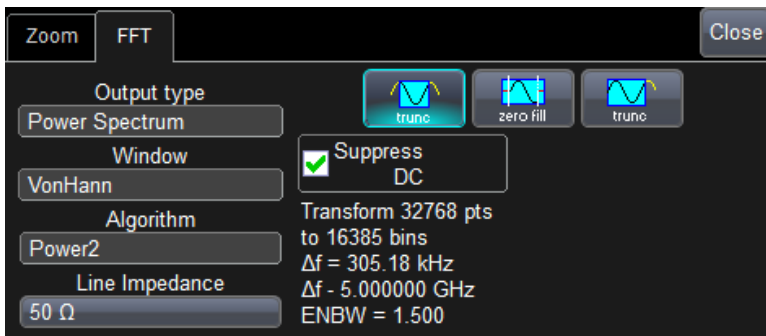 Zoom FFT Close
Output type
Power Spectrum
trunc zero fill trunc
Window
VonHann
Suppress
DC
Algorithm
Power2
Transform 32768 pts
to 16385 bins
Δf = 305.18 kHz
Δf - 5.000000 GHz
ENBW = 1.500
Line Impedance
50 Ω